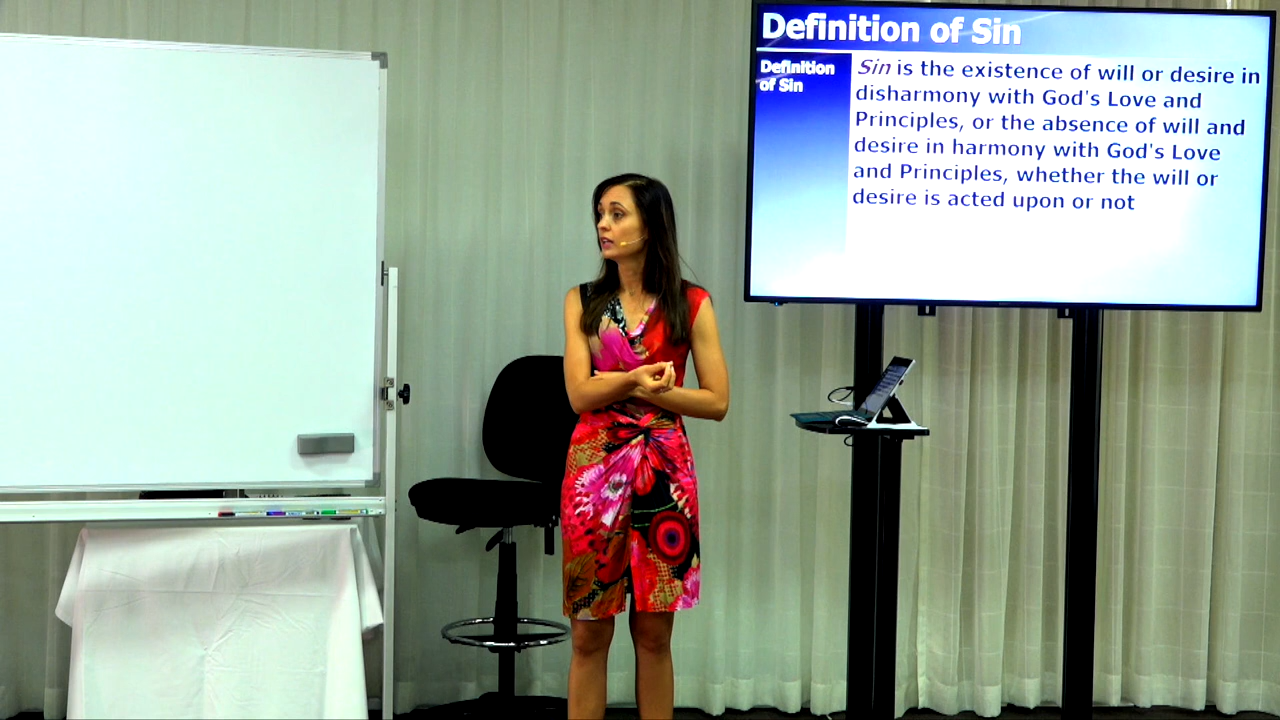 Definition of Sin
Definition
of Sin
Sin is the existence of will or desire in
disharmony with God's Love and
Principles, or the absence of will and
desire in harmony with God's Love
and Principles, whether the will or
desire is acted upon or not